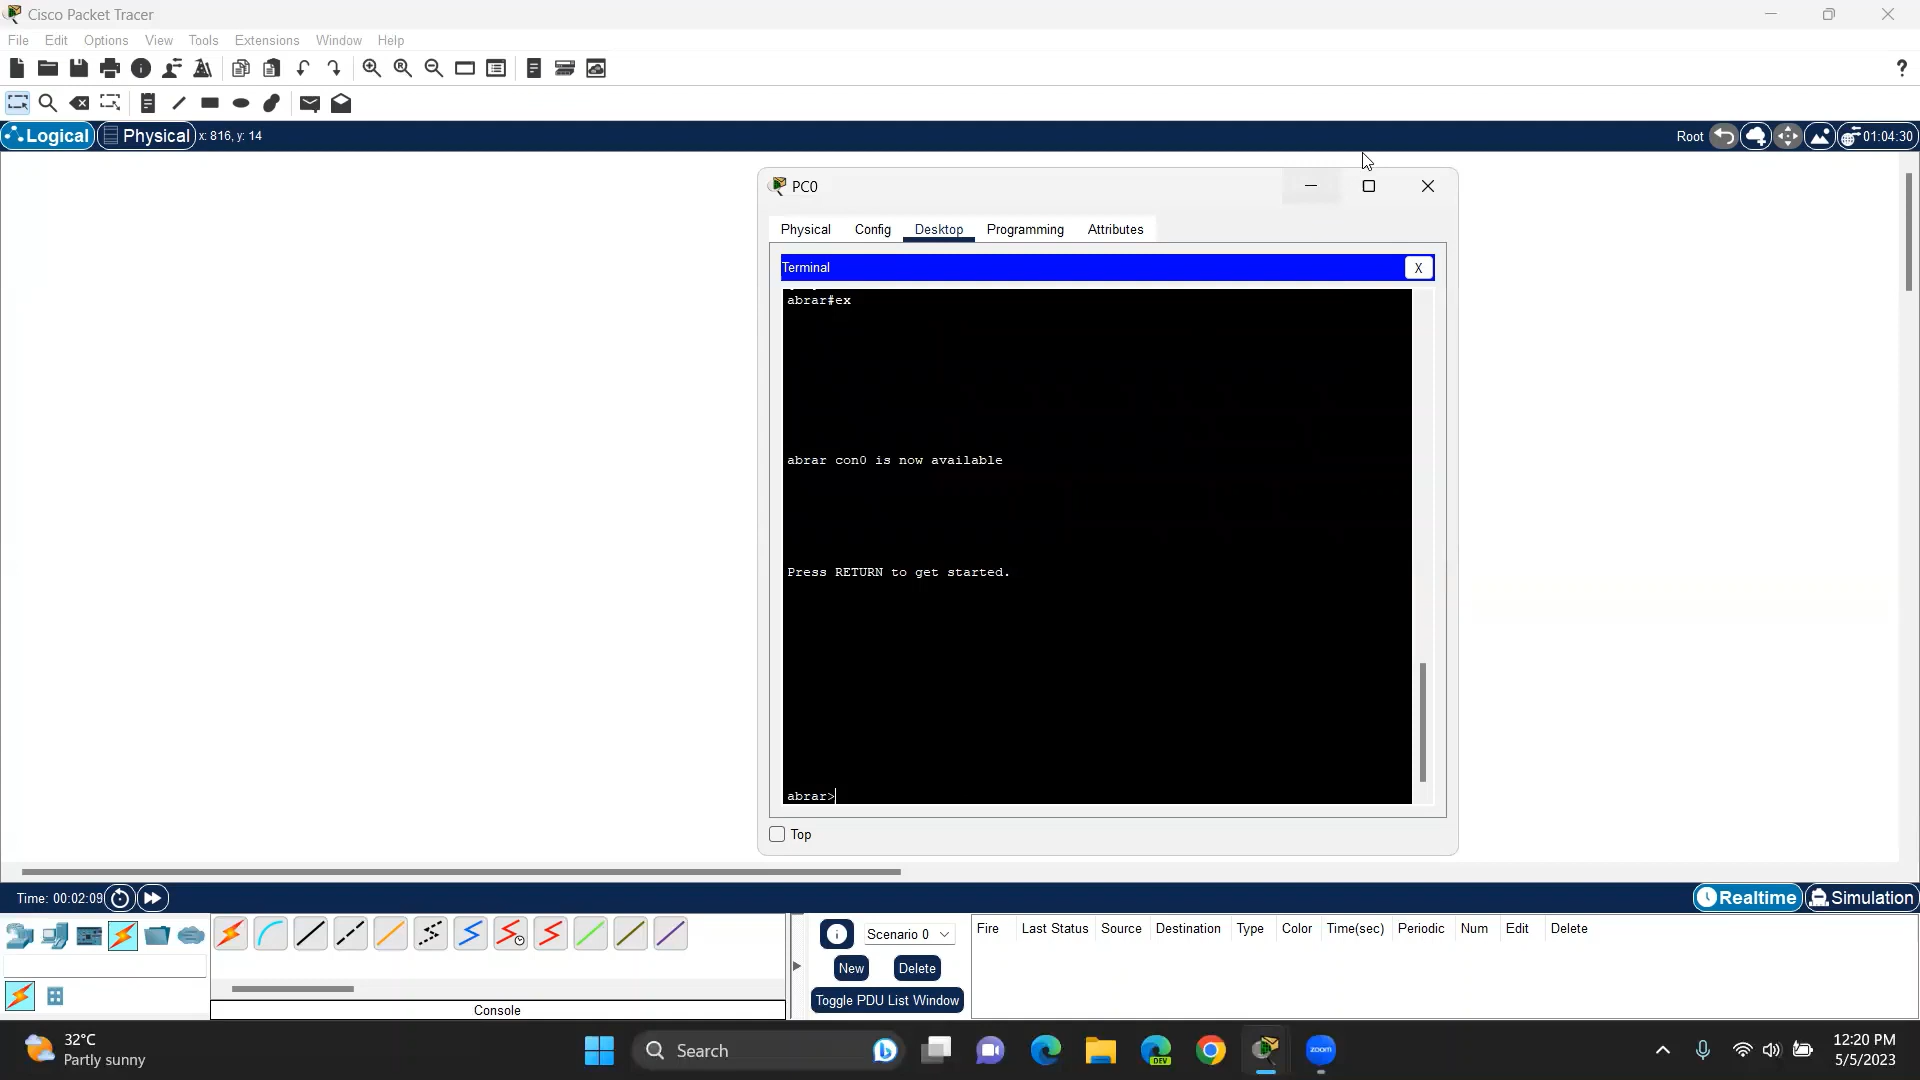 Cisco Packet Tracer
File Edit Options View Tools Extensions Window Help
?
Logical Physical x: 816, y: 14 Root 01:04:30
PC0
Physical Config Desktop Programming Attributes
Terminal X
abrar#ex
abrar con0 is now available
Press RETURN to get started.
abrar>
Top
Time: 00:02:09 Realtime Simulation
Scenario 0 Fire Last Status Source Destination Type Color Time(sec) Periodic Num Edit Delete
New Delete
Toggle PDU List Window
Console
32°C
Partly sunny
Search
DEV
zoom
12:20 PM
5/5/2023